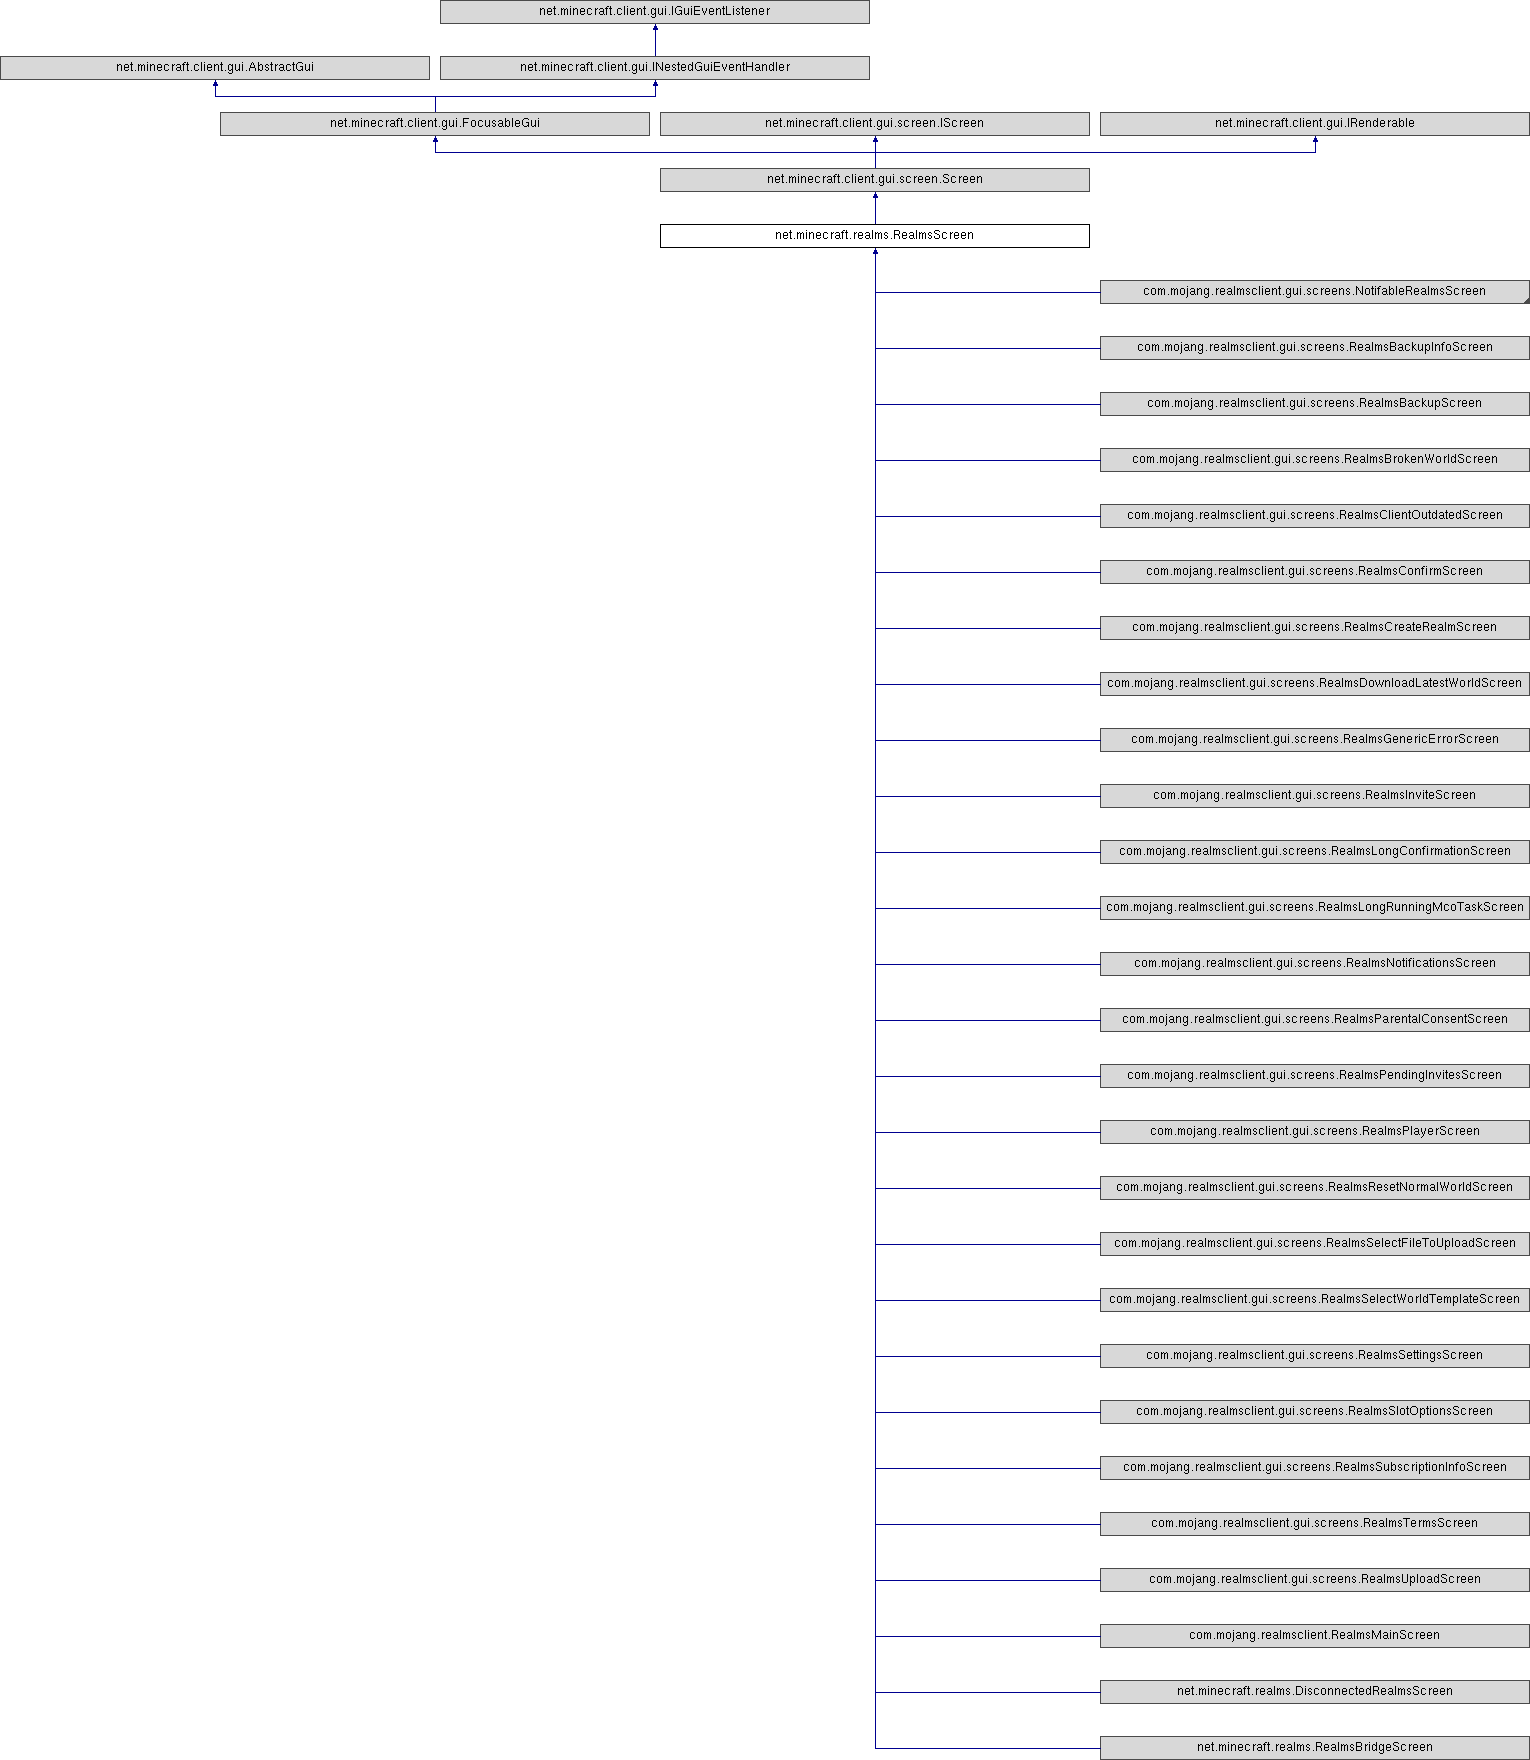 net.minecraft.client.gui.IGuiEventListener
net.minecraft.client.gui.AbstractGui
net.minecraft.client.gui.INestedGuiEventHandler
net.minecraft.client.gui.FocusableGui
net.minecraft.client.gui.screen.IScreen
net.minecraft.client.gui.IRenderable
net.minecraft.client.gui.screen.Screen
net.minecraft.realms.RealmsScreen
com.mojang.realmsclient.gui.screens.NotifableRealmsScreen
com.mojang.realmsclient.gui.screens.RealmsBackupInfoScreen
com.mojang.realmsclient.gui.screens.RealmsBackupScreen
com.mojang.realmsclient.gui.screens.RealmsBrokenWorldScreen
com.mojang.realmsclient.gui.screens.RealmsClientOutdatedScreen
com.mojang.realmsclient.gui.screens.RealmsConfirmScreen
com.mojang.realmsclient.gui.screens.RealmsCreateRealmScreen
com.mojang.realmsclient.gui.screens.RealmsDownloadLatestWorldScreen
com.mojang.realmsclient.gui.screens.RealmsGenericErrorScreen
com.mojang.realmsclient.gui.screens.RealmsInviteScreen
com.mojang.realmsclient.gui.screens.RealmsLongConfirmationScreen
com.mojang.realmsclient.gui.screens.RealmsLongRunningMcoTaskScreen
com.mojang.realmsclient.gui.screens.RealmsNotificationsScreen
com.mojang.realmsclient.gui.screens.RealmsParentalConsentScreen
com.mojang.realmsclient.gui.screens.RealmsPendingInvitesScreen
com.mojang.realmsclient.gui.screens.RealmsPlayerScreen
com.mojang.realmsclient.gui.screens.RealmsResetNormalWorldScreen
com.mojang.realmsclient.gui.screens.RealmsSelectFileToUploadScreen
com.mojang.realmsclient.gui.screens.RealmsSelectWorldTemplateScreen
com.mojang.realmsclient.gui.screens.RealmsSettingsScreen
com.mojang.realmsclient.gui.screens.RealmsSlotOptionsScreen
com.mojang.realmsclient.gui.screens.RealmsSubscriptionInfoScreen
com.mojang.realmsclient.gui.screens.RealmsTermsScreen
com.mojang.realmsclient.gui.screens.RealmsUploadScreen
com.mojang.realmsclient.RealmsMainScreen
net.minecraft.realms.DisconnectedRealmsScreen
net.minecraft.realms.RealmsBridgeScreen